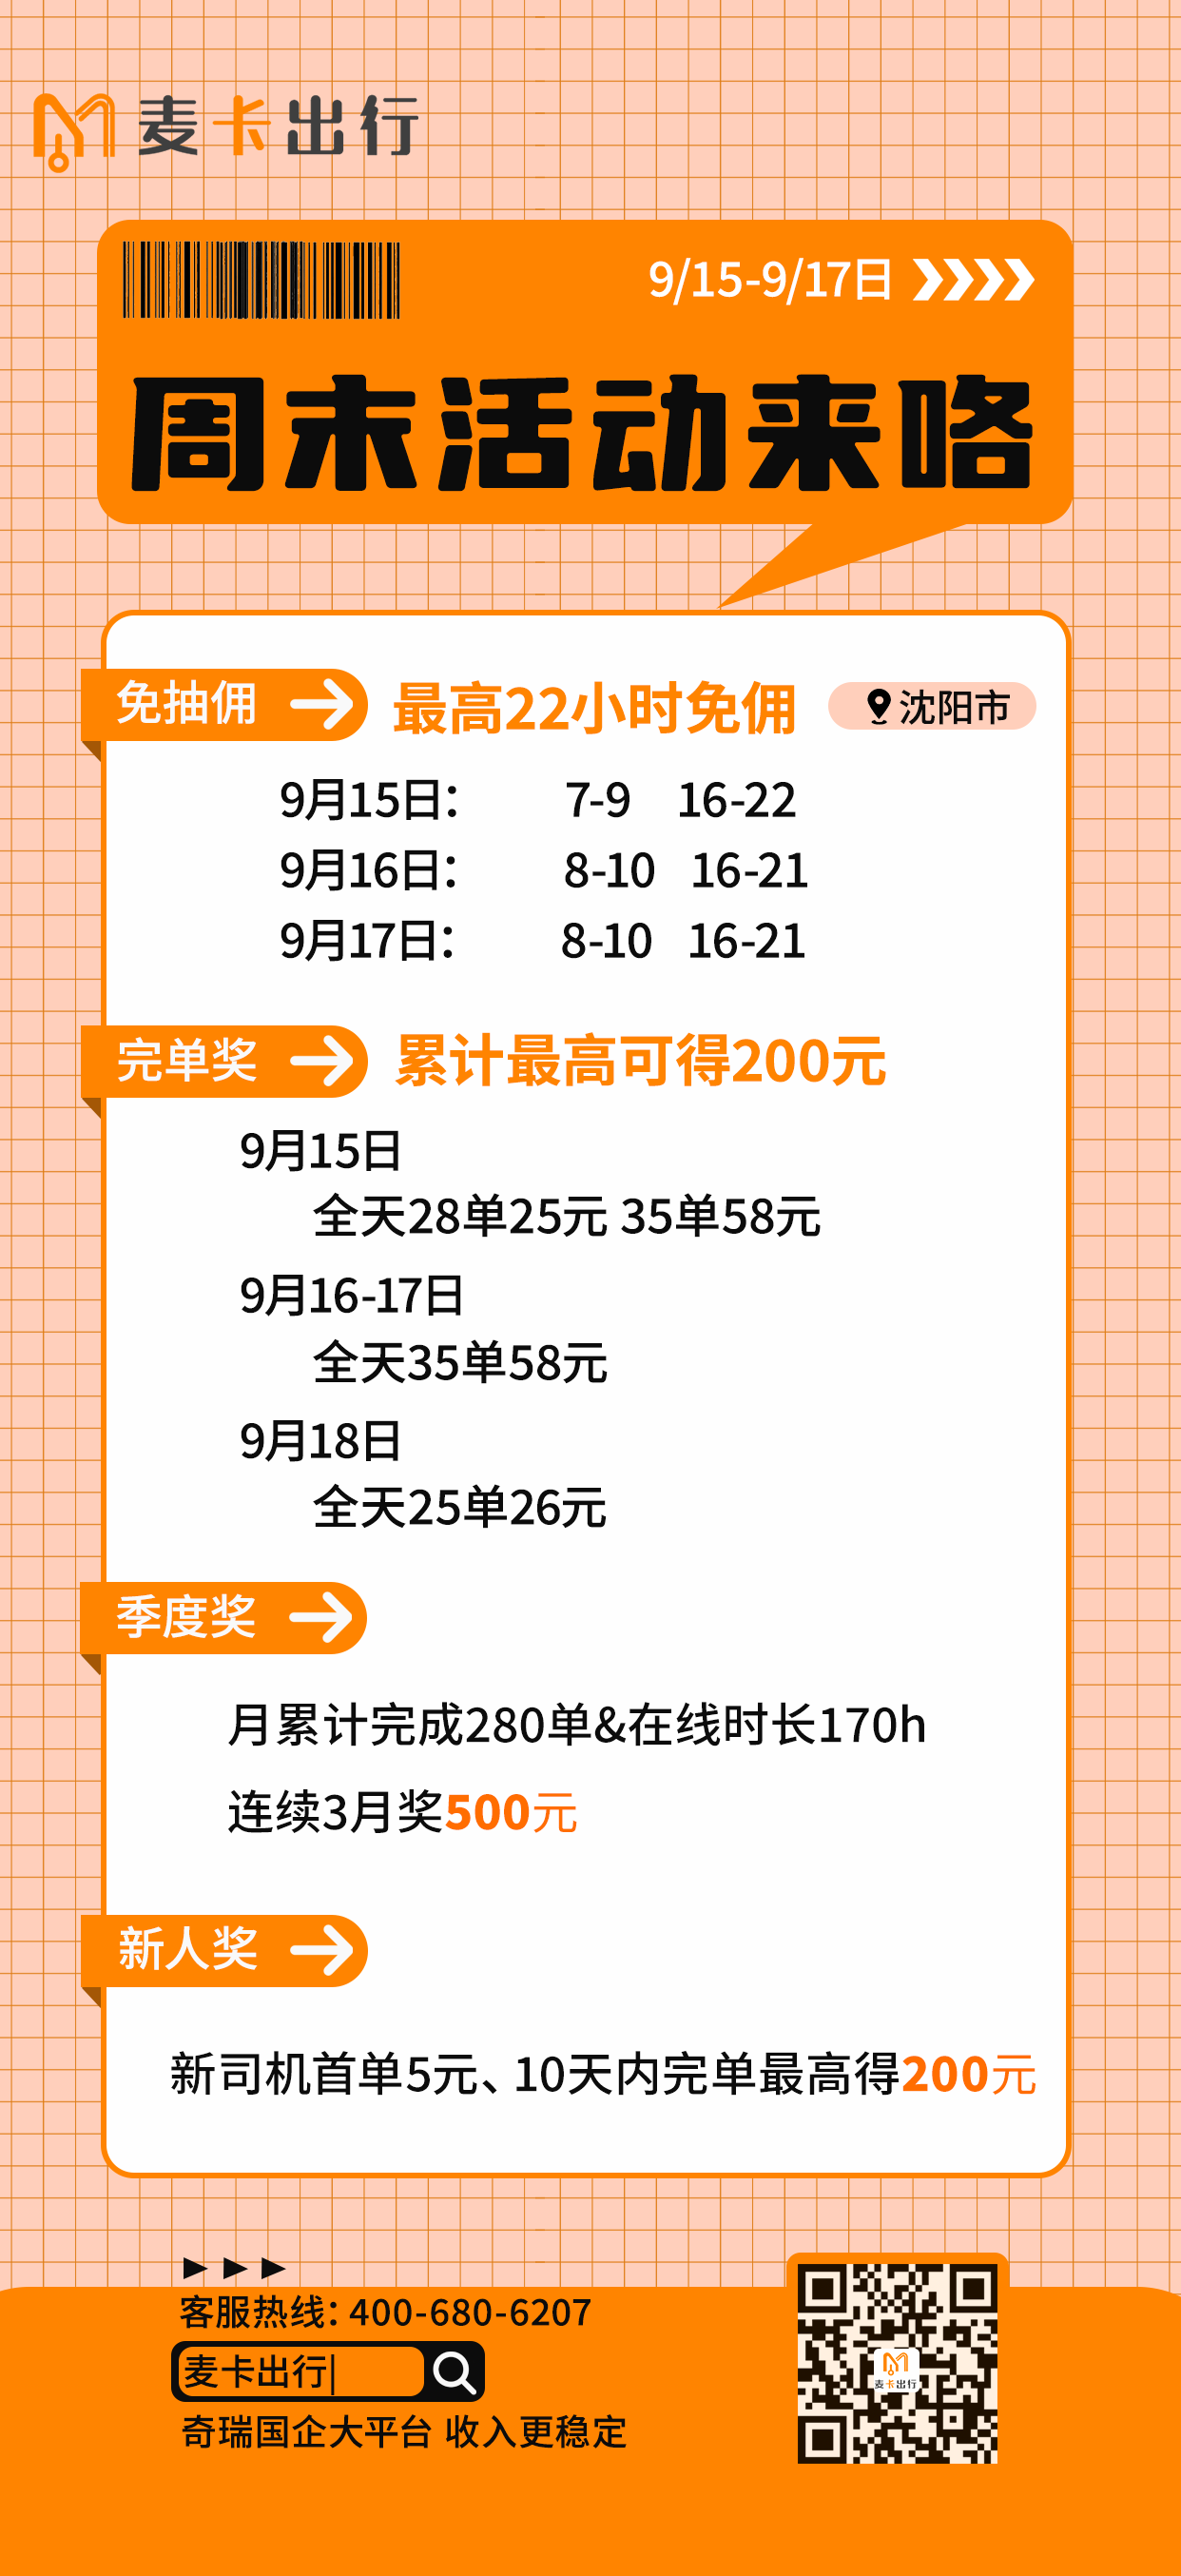 麦卡出行
9/15-9/17日
周末活动来咯
免抽佣 最高22小时免佣 沈阳市
9月15日： 7-9 16-22
9月16日： 8-10 16-21
9月17日： 8-10 16-21
完单奖 累计最高可得200元
9月15日
全天28单25元 35单58元
9月16-17日
全天35单58元
9月18日
全天25单26元
季度奖
月累计完成280单&在线时长170h
连续3月奖500元
新人奖
新司机首单5元、10天内完单最高得200元
客服热线：400-680-6207
麦卡出行|
奇瑞国企大平台 收入更稳定
麦卡出行